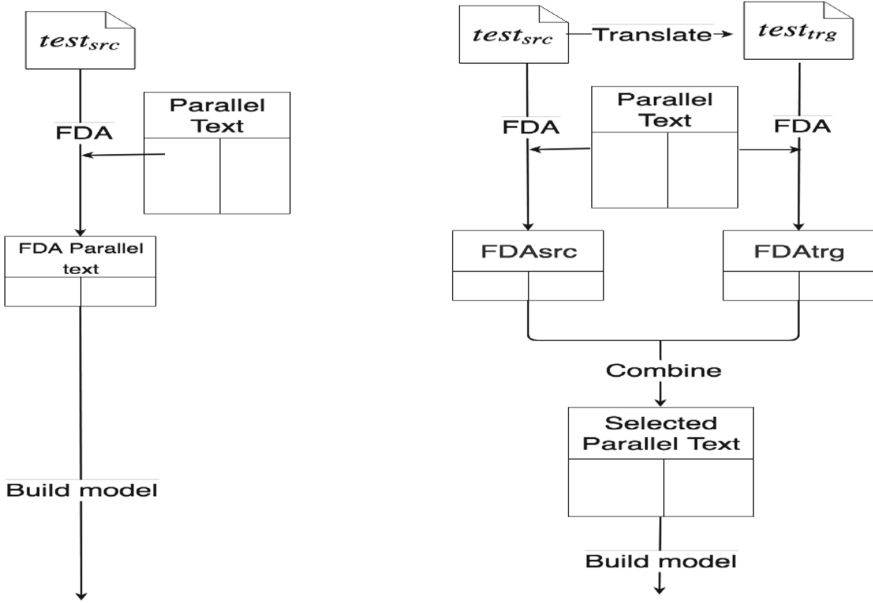 test_src
FDA
Parallel
Text
FDA Parallel
text
Build model
test_src
Translate
test_trg
Parallel
Text
FDA
FDA
FDAsrc
FDAtrg
Combine
Selected
Parallel Text
Build model